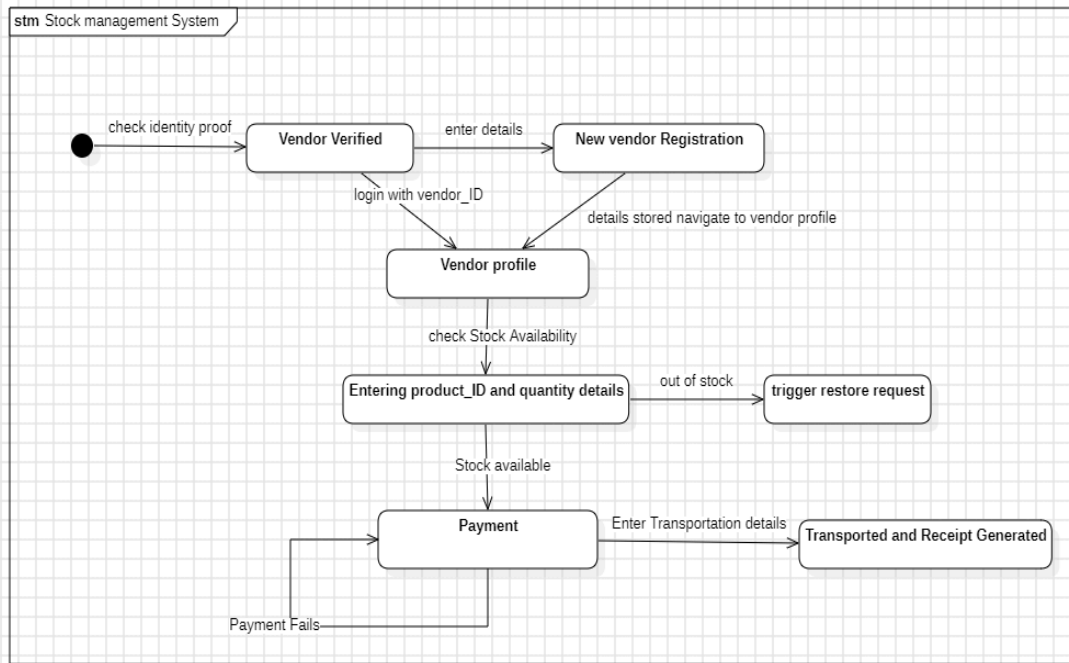 stm Stock management System
check identity proof
Vendor Verified
enter details
New vendor Registration
login with vendor_ID
details stored navigate to vendor profile
Vendor profile
check Stock Availability
Entering product_ID and quantity details
out of stock
trigger restore request
Stock available
Payment
Enter Transportation details
Transported and Receipt Generated
Payment Fails